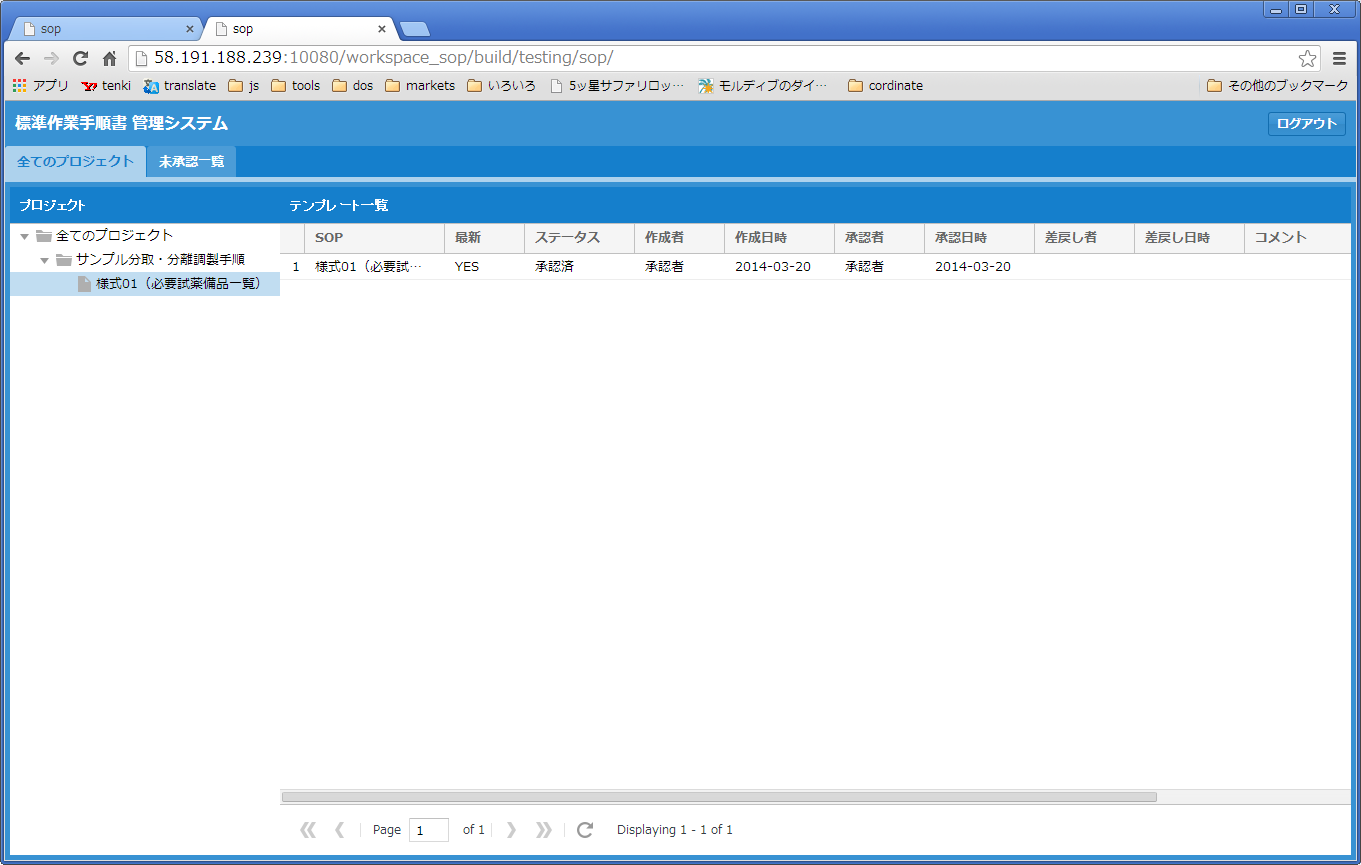 sop
sop
58.191.188.239:10080/workspace_sop/build/testing/sop/
アプリ tenki translate js tools dos markets いろいろ 5ッ星サファリロッ… モルディブのダイ… cordinate その他のブックマーク
標準作業手順書 管理システム ログアウト
全てのプロジェクト 未承認一覧
プロジェクト テンプレート一覧
全てのプロジェクト SOP 最新 ステータス 作成者 作成日時 承認者 承認日時 差戻し者 差戻し日時 コメント
サンプル分取・分離調製手順 1 様式01（必要試… YES 承認済 承認者 2014-03-20 承認者 2014-03-20
様式01（必要試薬備品一覧）
Page 1 of 1 Displaying 1 - 1 of 1